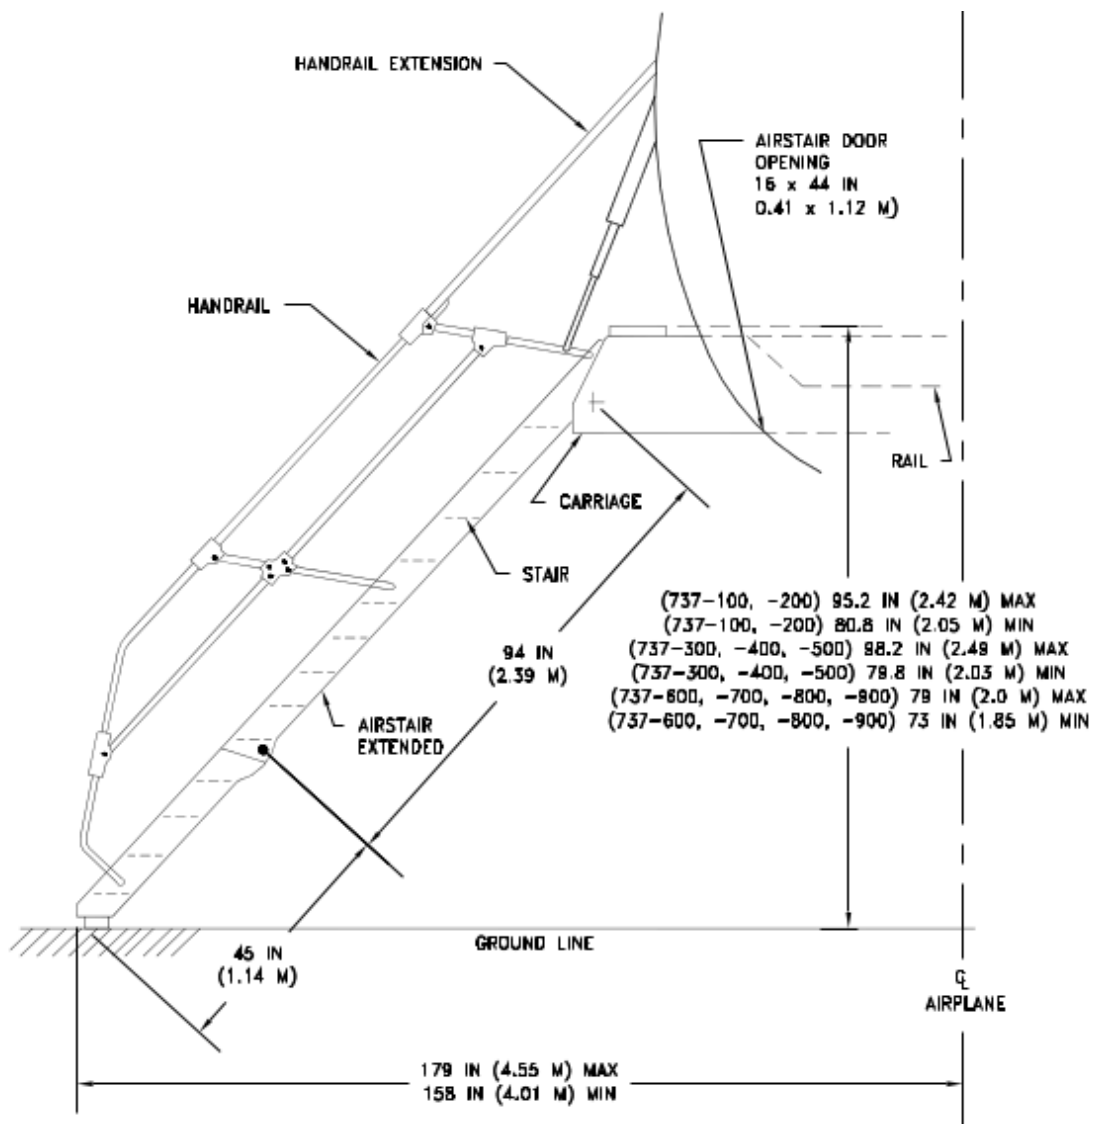 HANDRAIL EXTENSION
AIRSTAIR DOOR
OPENING
16 x 44 IN
0.41 x 1.12 M)
HANDRAIL
RAIL
CARRIAGE
STAIR
(737-100, -200) 95.2 IN (2.42 M) MAX
(737-100, -200) 80.8 IN (2.05 M) MIN
(737-300, -400, -500) 98.2 IN (2.49 M) MAX
(737-300, -400, -500) 79.8 IN (2.03 M) MIN
(737-600, -700, -800, -900) 79 IN (2.0 M) MAX
(737-600, -700, -800, -900) 73 IN (1.85 M) MIN
94 IN
(2.39 M)
AIRSTAIR
EXTENDED
GROUND LINE
45 IN
(1.14 M)
℄
AIRPLANE
179 IN (4.55 M) MAX
158 IN (4.01 M) MIN